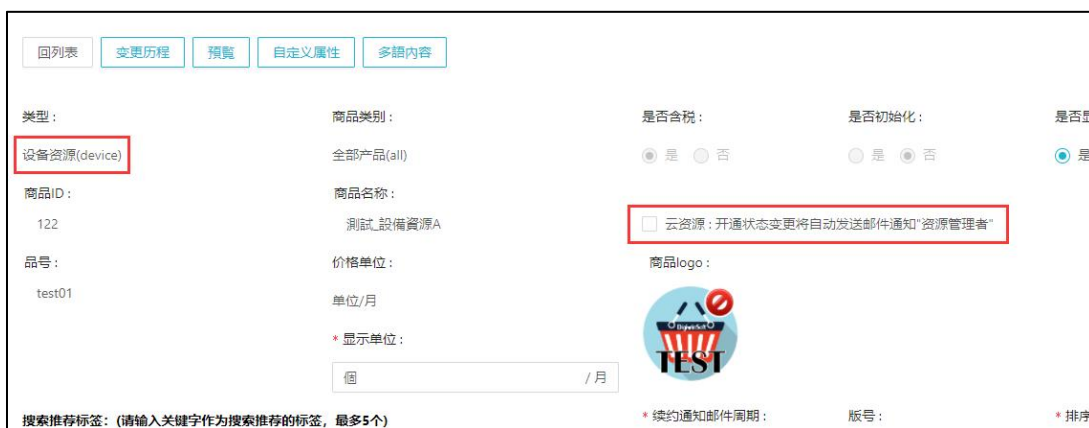 回列表 变更历程 預覧 自定义属性 多語内容
类型： 商品类别： 是否含税： 是否初始化： 是否显
设备资源(device) 全部产品(all) 是 否 是 否 是
商品ID： 商品名称：
122 測試_設備資源A 云资源：开通状态变更将自动发送邮件通知"资源管理者"
品号： 价格单位： 商品logo：
test01 单位/月
DigiwinSoft
TEST
* 显示单位：
個 /月
搜索推荐标签：(请输入关键字作为搜索推荐的标签，最多5个) * 续约通知邮件周期： 版号： * 排序